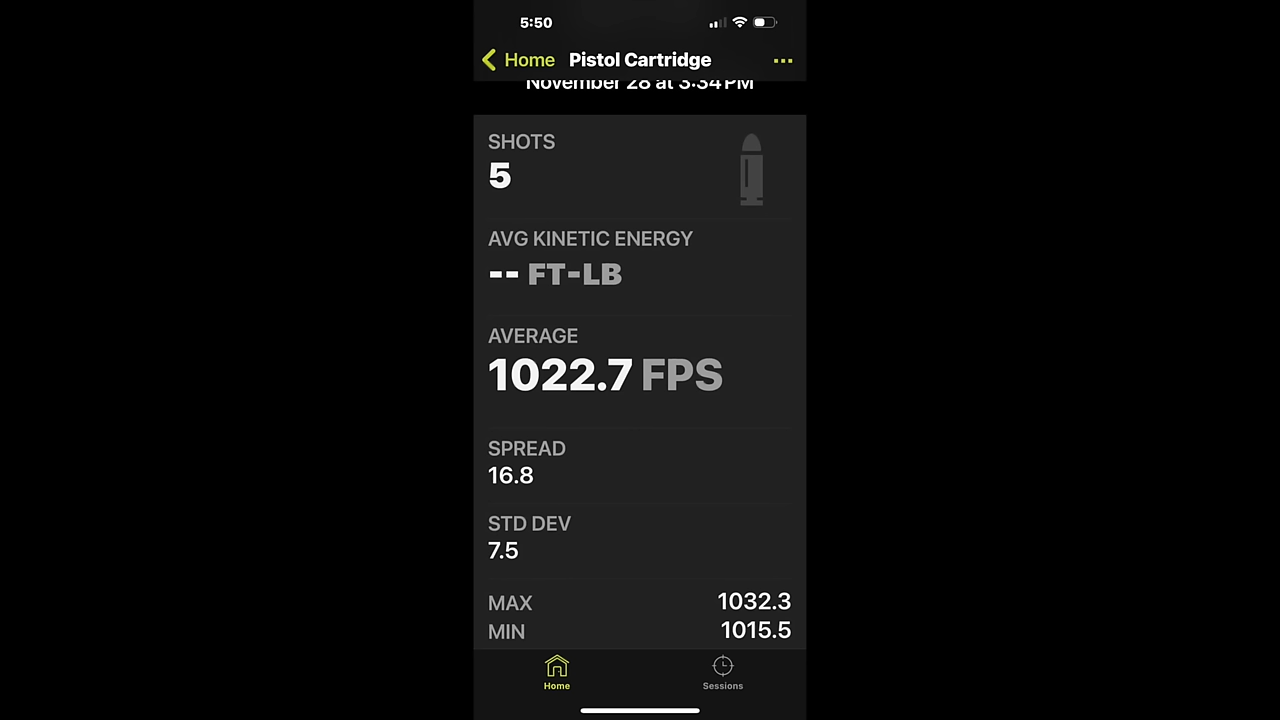 5:50
Home Pistol Cartridge
November 28 at 3:34 PM
SHOTS
5
AVG KINETIC ENERGY
-- FT-LB
AVERAGE
1022.7 FPS
SPREAD
16.8
STD DEV
7.5
MAX 1032.3
MIN 1015.5
Home Sessions